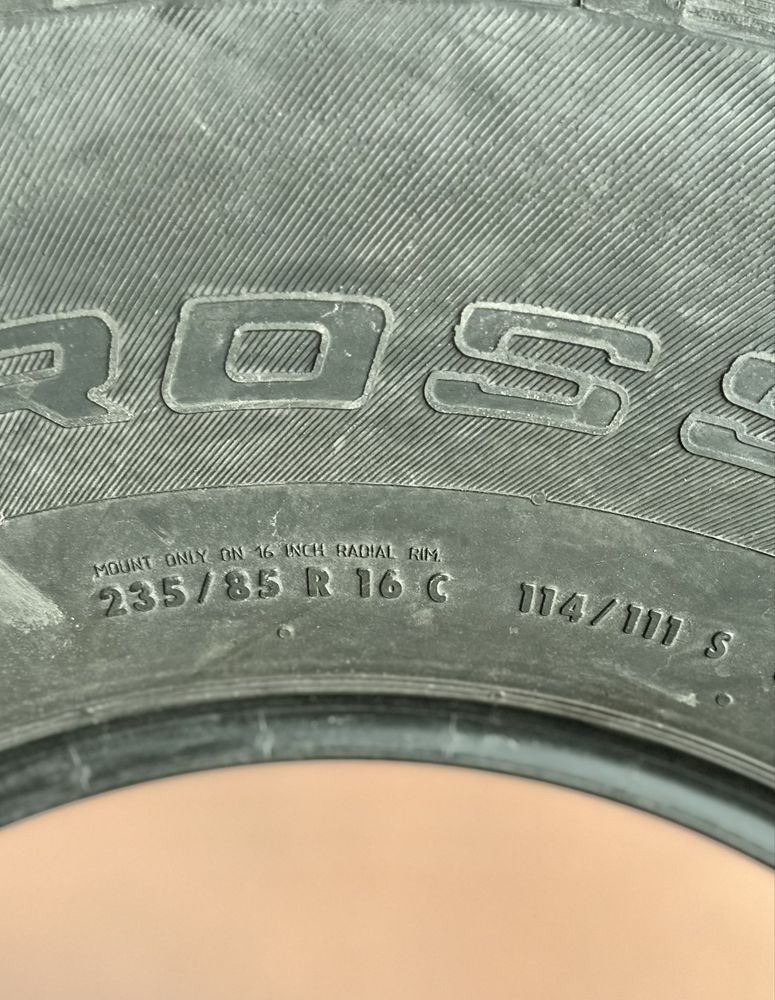 ROSS
MOUNT ONLY ON 16 INCH RADIAL RIM.
235/85 R 16 C 114/111 S